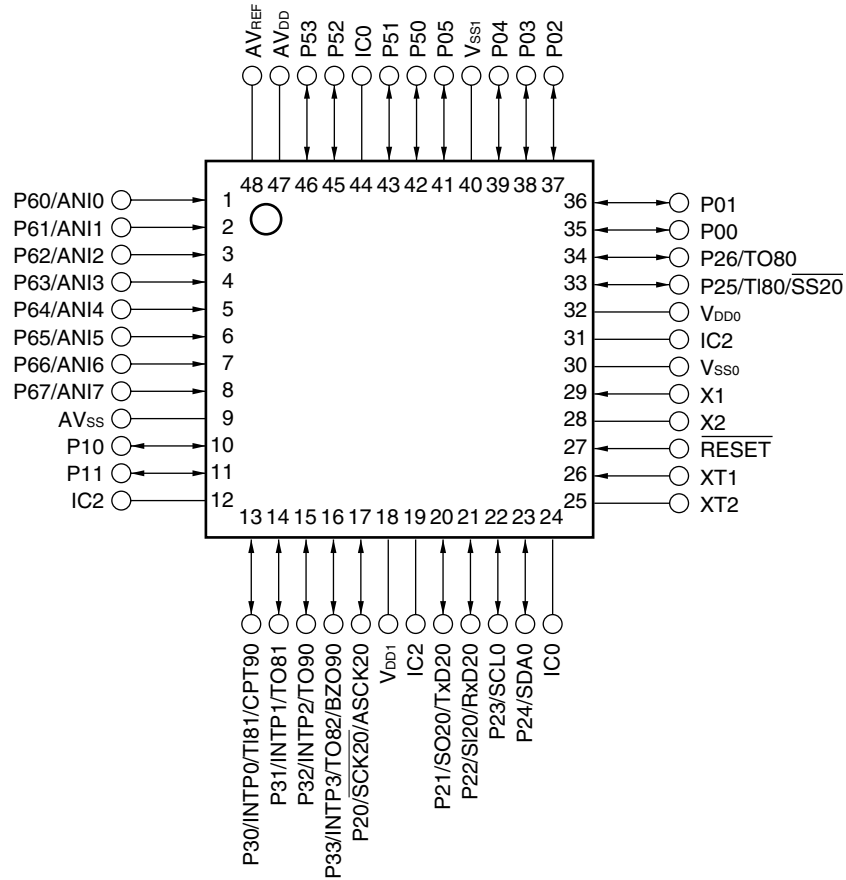 AVREF
AVDD
P53
P52
IC0
P51
P50
P05
VSS1
P04
P03
P02
48 47 46 45 44 43 42 41 40 39 38 37
P60/ANI0 1
P61/ANI1 2
P62/ANI2 3
P63/ANI3 4
P64/ANI4 5
P65/ANI5 6
P66/ANI6 7
P67/ANI7 8
AVSS 9
P10 10
P11 11
IC2 12
36 P01
35 P00
34 P26/TO80
33 P25/TI80/S̅S̅2̅0̅
32 VDD0
31 IC2
30 VSS0
29 X1
28 X2
27 R̅E̅S̅E̅T̅
26 XT1
25 XT2
13 14 15 16 17 18 19 20 21 22 23 24
P30/INTP0/TI81/CPT90
P31/INTP1/TO81
P32/INTP2/TO90
P33/INTP3/TO82/BZO90
P20/S̅C̅K̅2̅0̅/ASCK20
VDD1
IC2
P21/SO20/TxD20
P22/SI20/RxD20
P23/SCL0
P24/SDA0
IC0